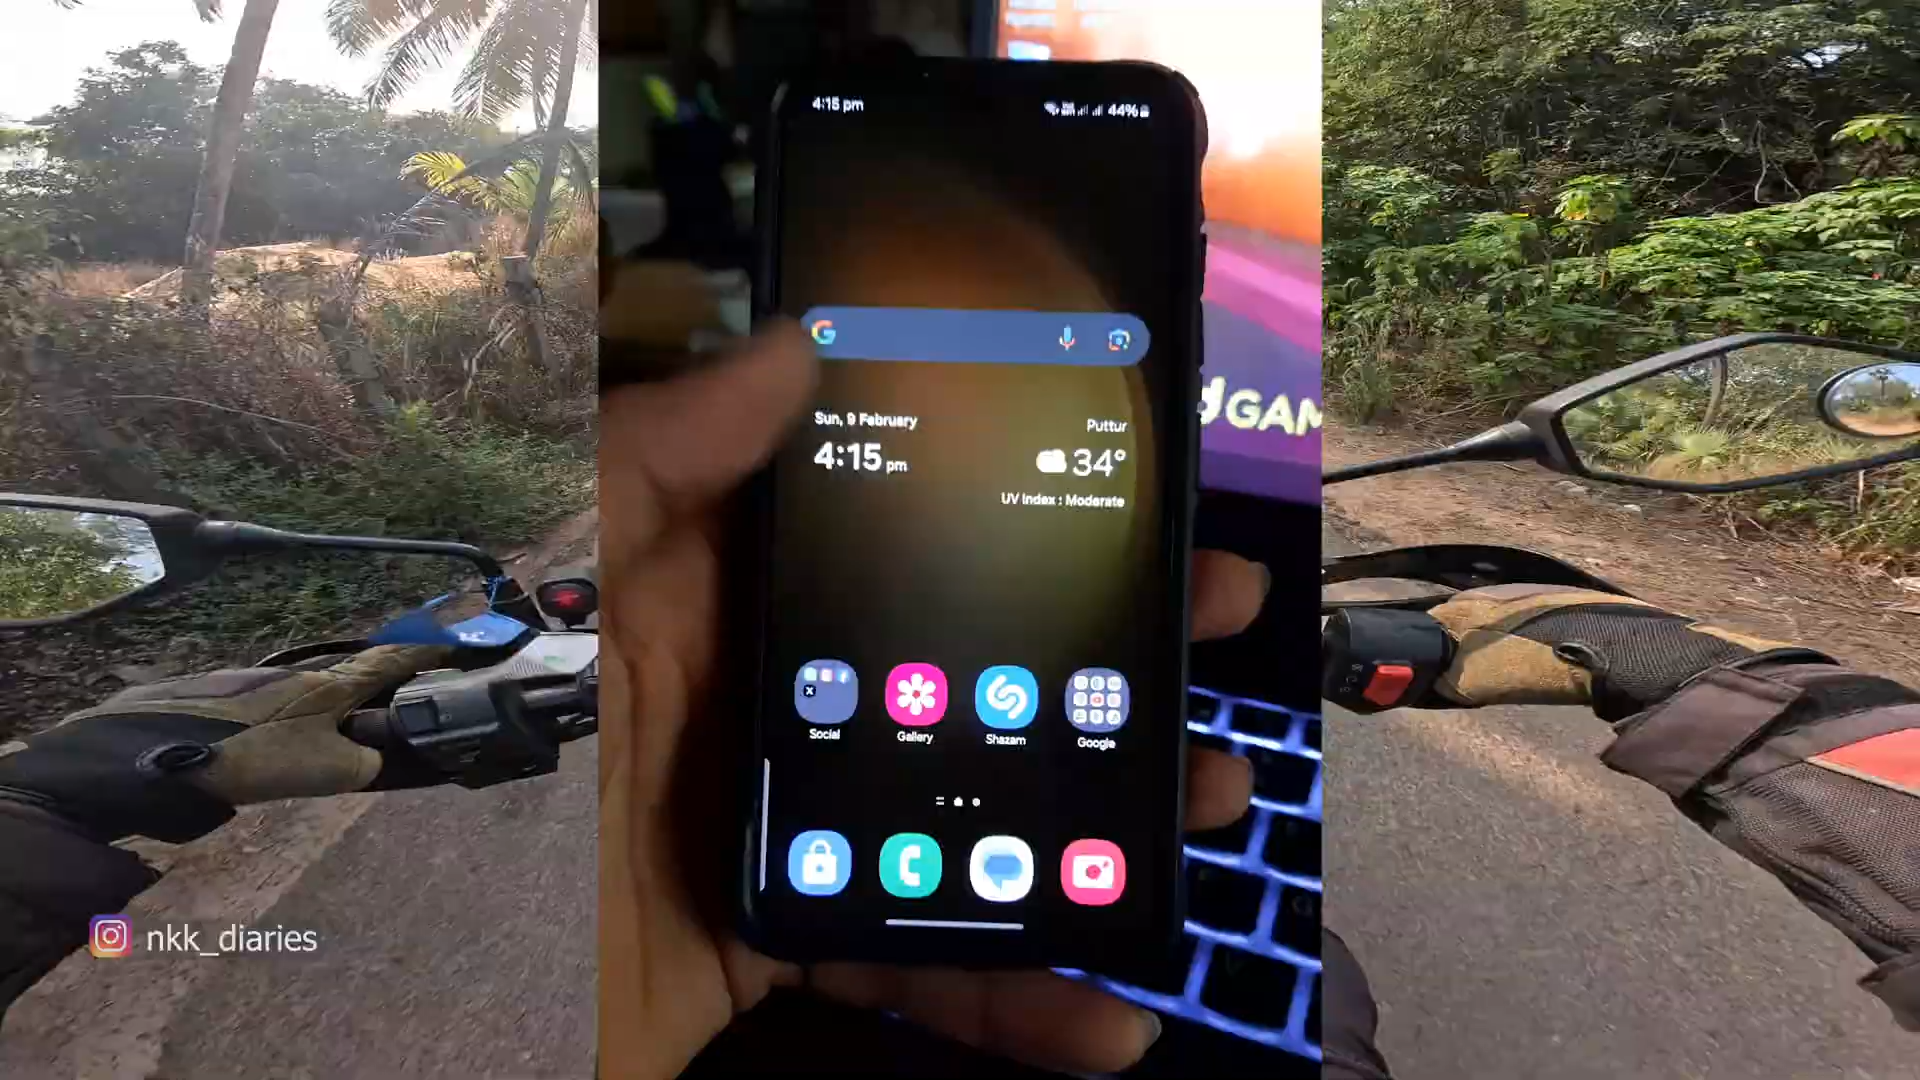 4:15 pm
44%
Sun, 9 February
4:15 pm
Puttur
34°
UV Index : Moderate
GAM
Social
Gallery
Shazam
Google
nkk_diaries